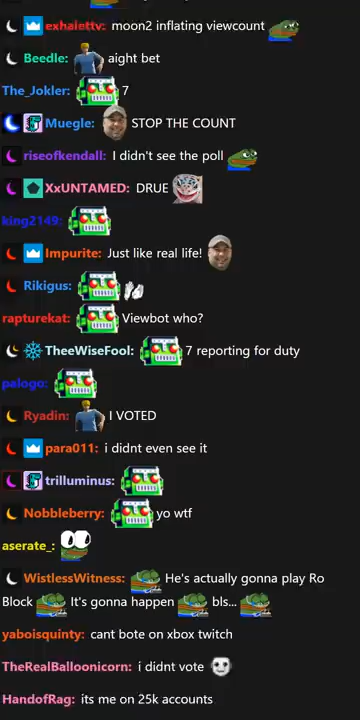 exhalettv: moon2 inflating viewcount
Beedle: aight bet
The_Jokler: 7
Muegle: STOP THE COUNT
riseofkendall: I didn't see the poll
XxUNTAMED: DRUE
king2149:
Impurite: Just like real life!
Rikigus:
rapturekat: Viewbot who?
TheeWiseFool: 7 reporting for duty
palogo:
Ryadin: I VOTED
para011: i didnt even see it
trilluminus:
Nobbleberry: yo wtf
aserate_:
WistlessWitness: He's actually gonna play Ro
Block It's gonna happen bls...
yaboisquinty: cant bote on xbox twitch
TheRealBalloonicorn: i didnt vote
HandofRag: its me on 25k accounts